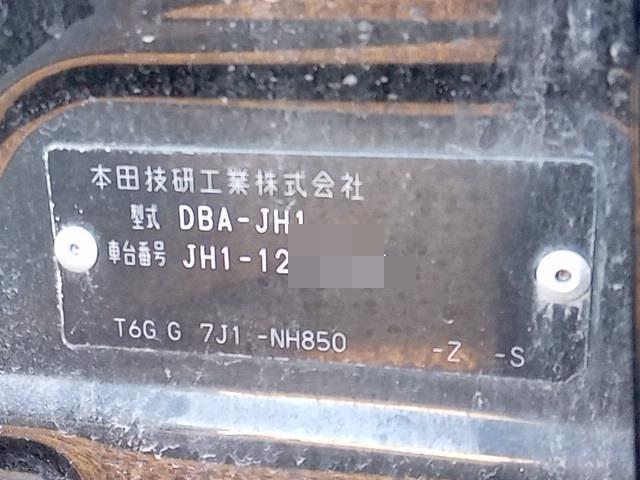 本田技研工業株式会社
型式 DBA-JH1
車台番号 JH1-12
T6G G 7J1 -NH850 -Z -S